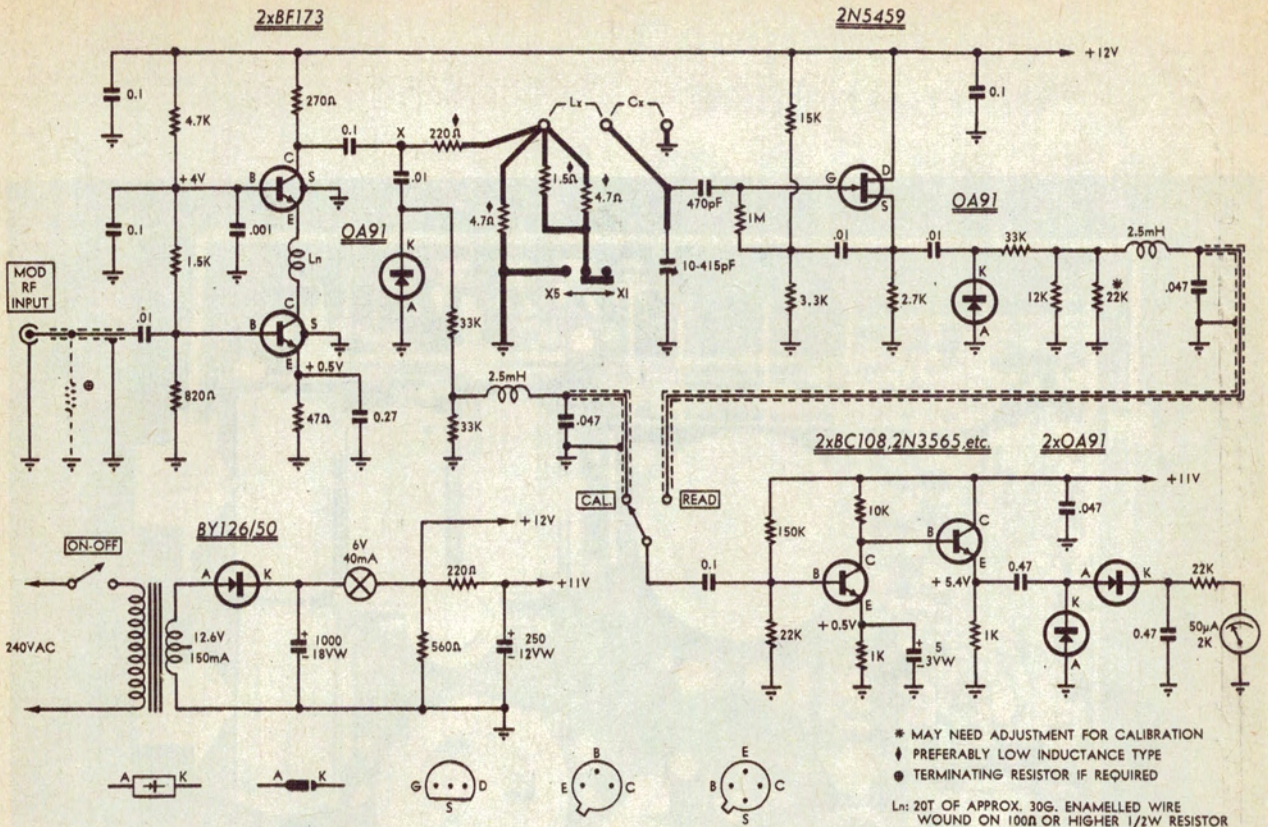 2xBF173
2N5459
+12V
0.1
4.7K
270Ω
0.1
X
220Ω
Lx
Cx
15K
0.1
C
B
S
E
+4V
0.1
.001
1.5K
Ln
.01
OA91
K
A
4.7Ω
1.5Ω
4.7Ω
X5
X1
470pF
10-415pF
1M
G
D
S
.01
.01
3.3K
2.7K
OA91
K
A
33K
12K
22K *
2.5mH
.047
MOD
RF
INPUT
.01
C
B
S
E
+0.5V
820Ω
47Ω
0.27
33K
33K
2.5mH
.047
CAL.
READ
2xBC108,2N3565,etc.
2xOA91
+11V
ON-OFF
240VAC
12.6V
150mA
BY126/50
A
K
1000
18VW
6V
40mA
+12V
220Ω
+11V
560Ω
250
12VW
0.1
150K
22K
10K
C
B
E
+0.5V
1K
5
3VW
C
B
E
+5.4V
1K
0.47
.047
A
K
K
A
0.47
22K
50µA
2K
A K
A K
G D
S
B
E C
E
B C
S
* MAY NEED ADJUSTMENT FOR CALIBRATION
♦ PREFERABLY LOW INDUCTANCE TYPE
● TERMINATING RESISTOR IF REQUIRED
Ln: 20T OF APPROX. 30G. ENAMELLED WIRE
WOUND ON 100Ω OR HIGHER 1/2W RESISTOR